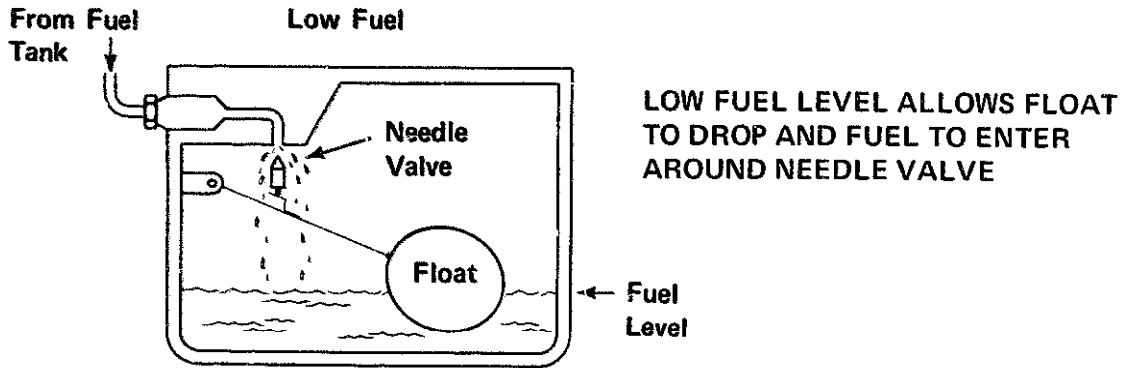 From Fuel
Tank
Low Fuel
LOW FUEL LEVEL ALLOWS FLOAT
TO DROP AND FUEL TO ENTER
AROUND NEEDLE VALVE
Needle
Valve
Float
Fuel
Level